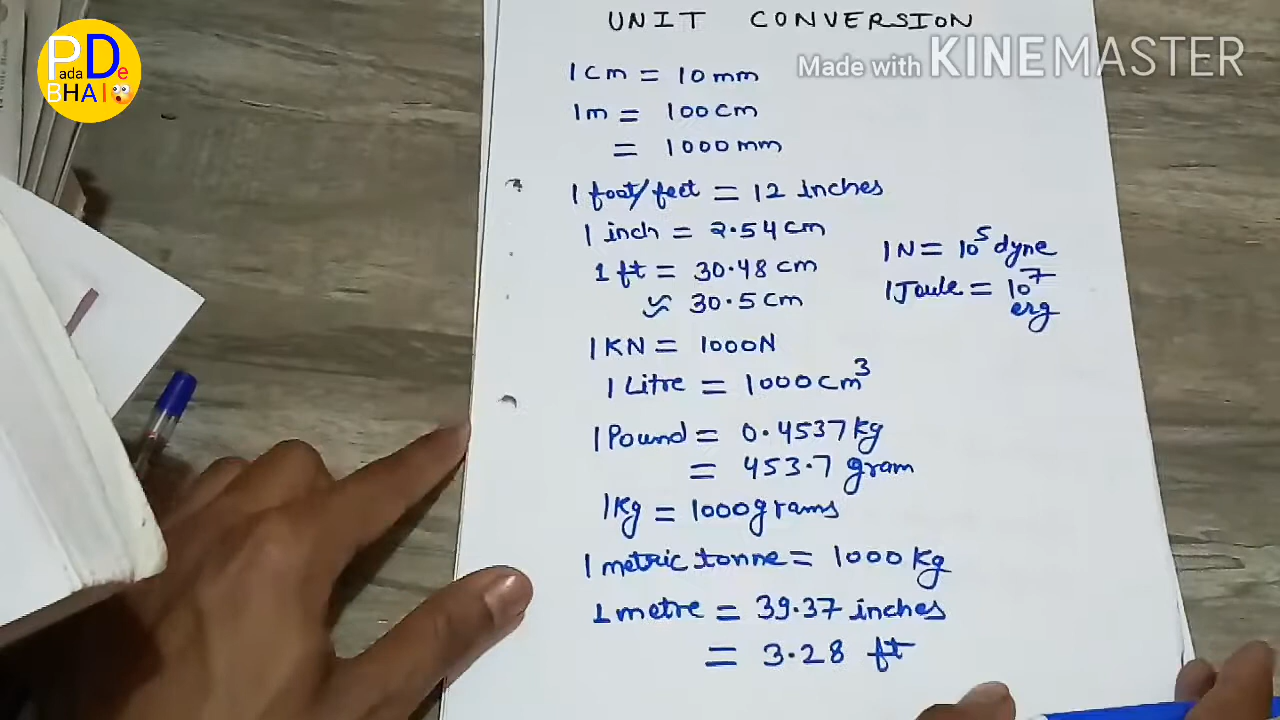 PadaDe
BHAI
Made with KINEMASTER
UNIT CONVERSION
1cm = 10mm
1m = 100cm
= 1000mm
1 foot/feet = 12 inches
1 inch = 2.54cm
1 ft = 30.48 cm
≈ 30.5cm
1N = 10⁵ dyne
1Joule = 10⁷
erg
1KN = 1000N
1 Litre = 1000cm³
1Pound = 0.4537kg
= 453.7 gram
1Kg = 1000grams
1 metric tonne = 1000Kg
1metre = 39.37 inches
= 3.28 ft